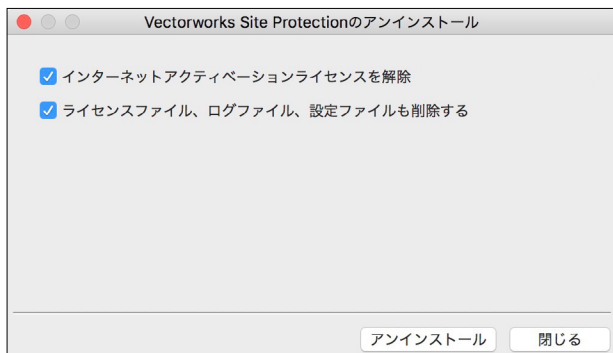 Vectorworks Site Protectionのアンインストール
インターネットアクティベーションライセンスを解除
ライセンスファイル、ログファイル、設定ファイルも削除する
アンインストール
閉じる